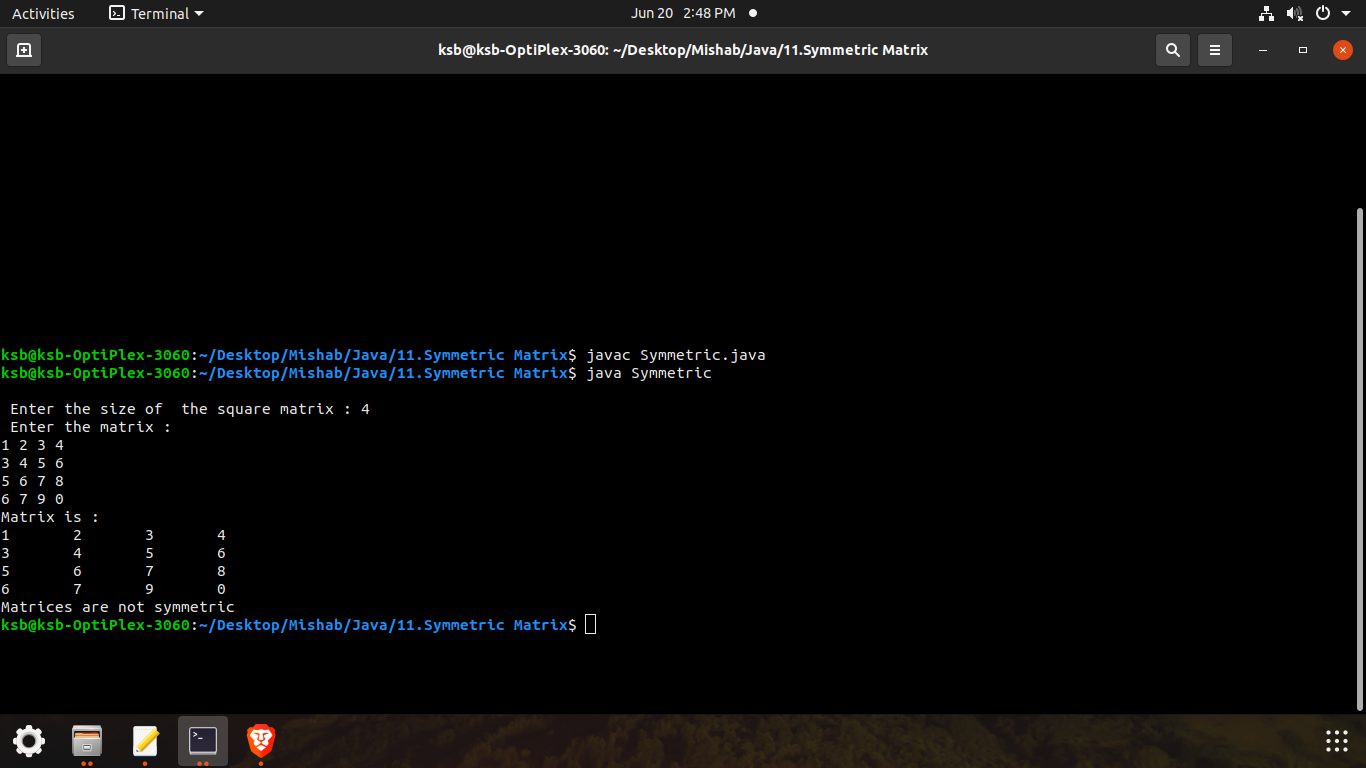 Activities Terminal Jun 20 2:48 PM
ksb@ksb-OptiPlex-3060: ~/Desktop/Mishab/Java/11.Symmetric Matrix
ksb@ksb-OptiPlex-3060:~/Desktop/Mishab/Java/11.Symmetric Matrix$ javac Symmetric.java
ksb@ksb-OptiPlex-3060:~/Desktop/Mishab/Java/11.Symmetric Matrix$ java Symmetric
Enter the size of  the square matrix : 4
Enter the matrix :
1 2 3 4
3 4 5 6
5 6 7 8
6 7 9 0
Matrix is :
1 2 3 4
3 4 5 6
5 6 7 8
6 7 9 0
Matrices are not symmetric
ksb@ksb-OptiPlex-3060:~/Desktop/Mishab/Java/11.Symmetric Matrix$